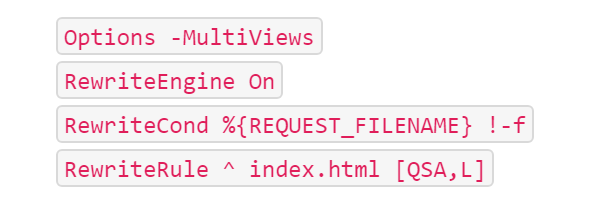 Options -MultiViews
RewriteEngine On
RewriteCond %{REQUEST_FILENAME} !-f
RewriteRule ^ index.html [QSA,L]